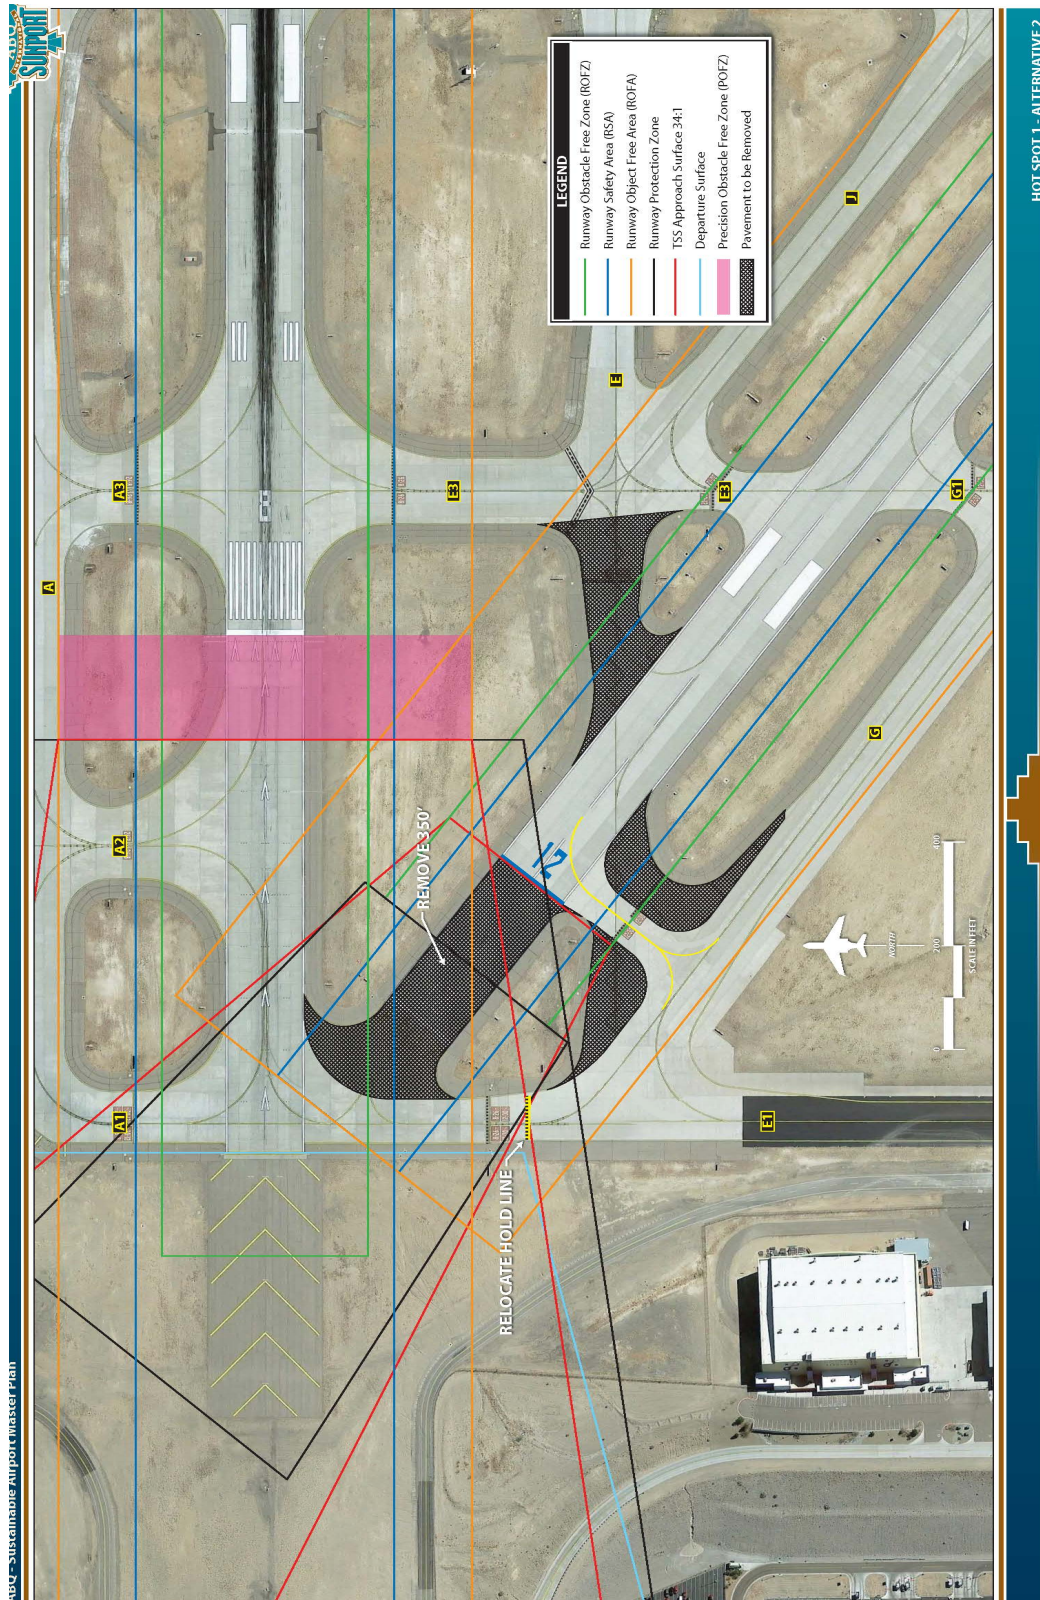 ABQ - Sustainable Airport Master Plan
ABQ
SUNPORT
HOT SPOT 1 - ALTERNATIVE 2
LEGEND
Runway Obstacle Free Zone (ROFZ)
Runway Safety Area (RSA)
Runway Object Free Area (ROFA)
Runway Protection Zone
TSS Approach Surface 34:1
Departure Surface
Precision Obstacle Free Zone (POFZ)
Pavement to be Removed
A
A1
A2
A3
E3
E
J
E3
G1
G
E1
12
REMOVE 350'
RELOCATE HOLD LINE
NORTH
0
200
400
SCALE IN FEET